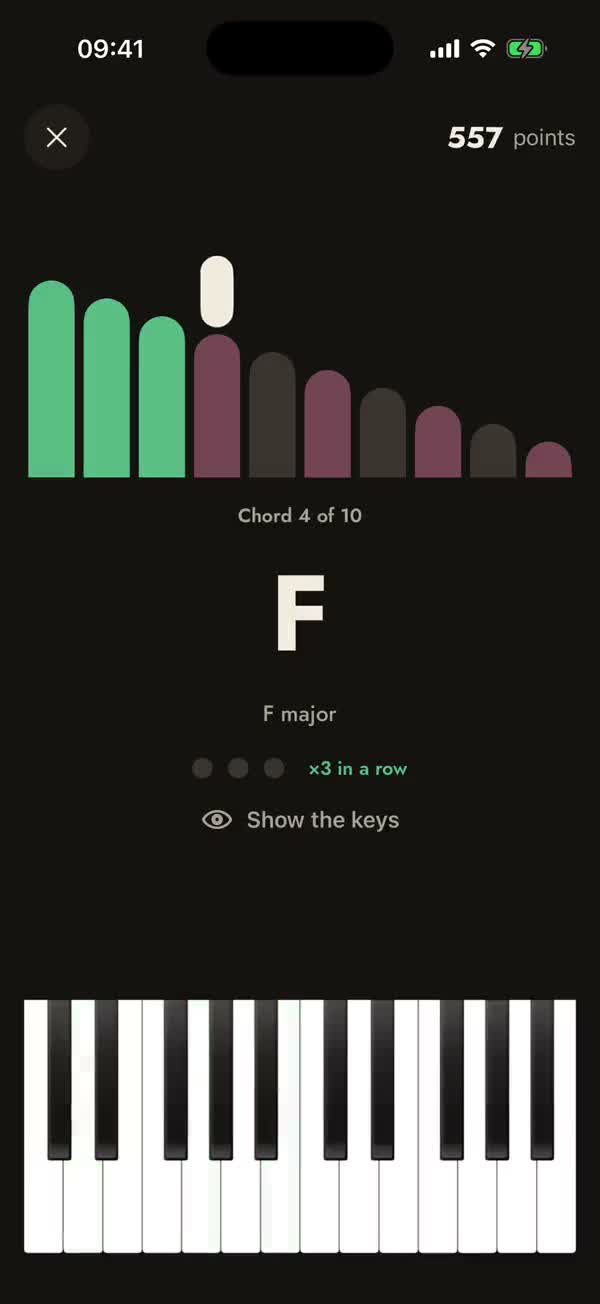 09:41
557 points
Chord 4 of 10
F
F major
×3 in a row
Show the keys